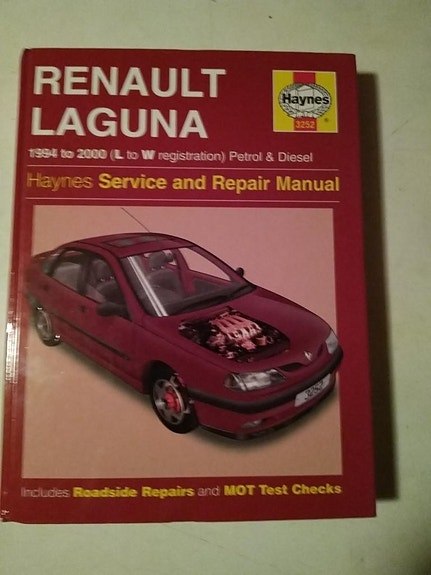 RENAULT
LAGUNA
Haynes
3252
1994 to 2000 (L to W registration) Petrol & Diesel
Haynes Service and Repair Manual
3252
Includes Roadside Repairs and MOT Test Checks